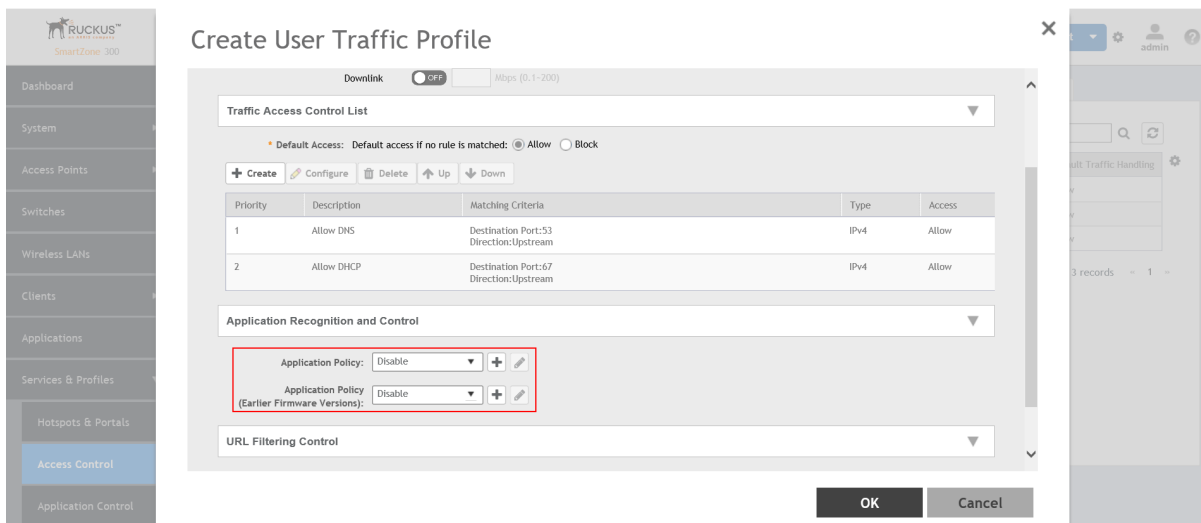 RUCKUS™
SmartZone 300
admin
Dashboard
System
Access Points
Switches
Wireless LANs
Clients
Applications
Services & Profiles
Hotspots & Portals
Access Control
Application Control
Create User Traffic Profile
Downlink OFF Mbps (0.1~200)
Traffic Access Control List
* Default Access: Default access if no rule is matched: Allow Block
Create Configure Delete Up Down
Priority Description Matching Criteria Type Access
1 Allow DNS Destination Port:53 IPv4 Allow
Direction:Upstream
2 Allow DHCP Destination Port:67 IPv4 Allow
Direction:Upstream
Application Recognition and Control
Application Policy: Disable
Application Policy
(Earlier Firmware Versions): Disable
URL Filtering Control
OK Cancel
Traffic Handling
3 records « 1 »